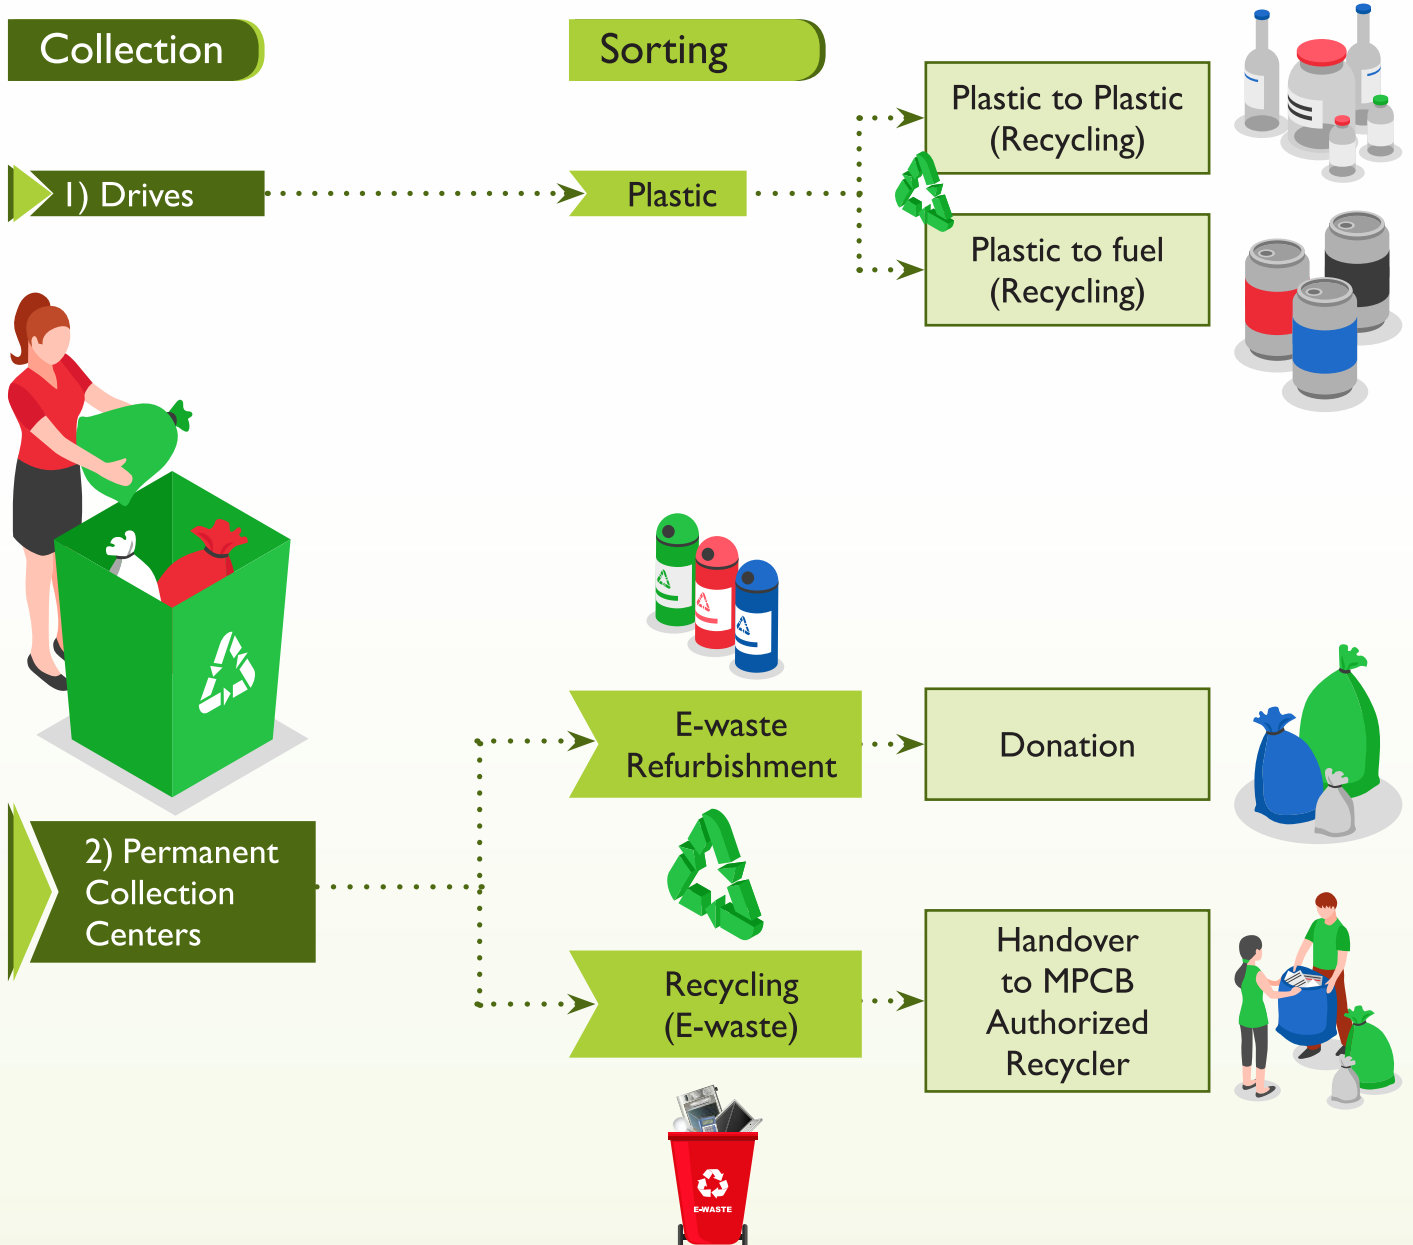 Collection
Sorting
1) Drives
Plastic
Plastic to Plastic
(Recycling)
Plastic to fuel
(Recycling)
2) Permanent
Collection
Centers
E-waste
Refurbishment
Donation
Recycling
(E-waste)
Handover
to MPCB
Authorized
Recycler
E-WASTE